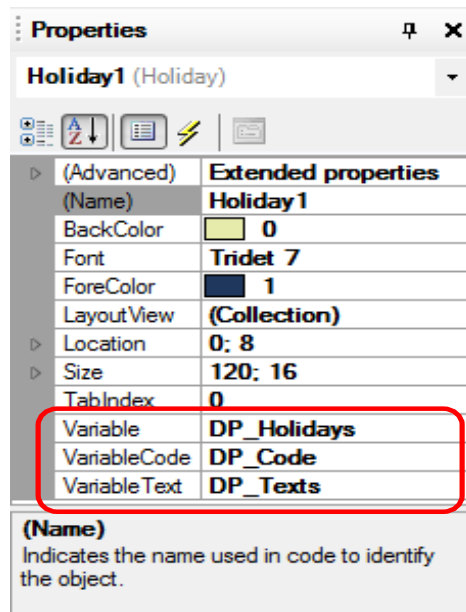 Properties
Holiday1 (Holiday)
(Advanced) Extended properties
(Name) Holiday1
BackColor 0
Font Tridet 7
ForeColor 1
LayoutView (Collection)
Location 0; 8
Size 120; 16
TabIndex 0
Variable DP_Holidays
VariableCode DP_Code
VariableText DP_Texts
(Name)
Indicates the name used in code to identify
the object.